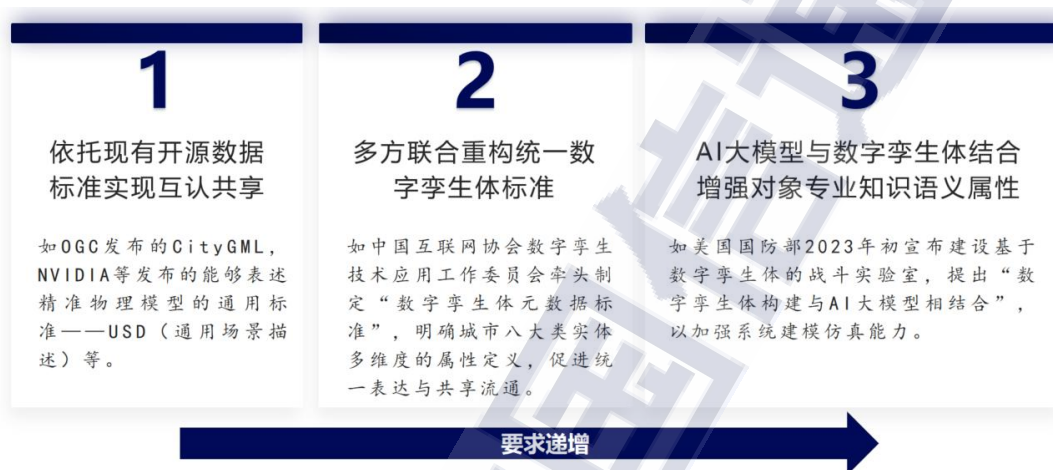 1
依托现有开源数据
标准实现互认共享
如OGC发布的CityGML,
NVIDIA等发布的能够表述
精准物理模型的通用标
准——USD（通用场景描
述）等。
2
多方联合重构统一数
字孪生体标准
如中国互联网协会数字孪生
技术应用工作委员会牵头制
定“数字孪生体元数据标
准”，明确城市八大类实体
多维度的属性定义，促进统
一表达与共享流通。
3
AI大模型与数字孪生体结合
增强对象专业知识语义属性
如美国国防部2023年初宣布建设基于
数字孪生体的战斗实验室，提出“数
字孪生体构建与AI大模型相结合”，
以加强系统建模仿真能力。
要求递增